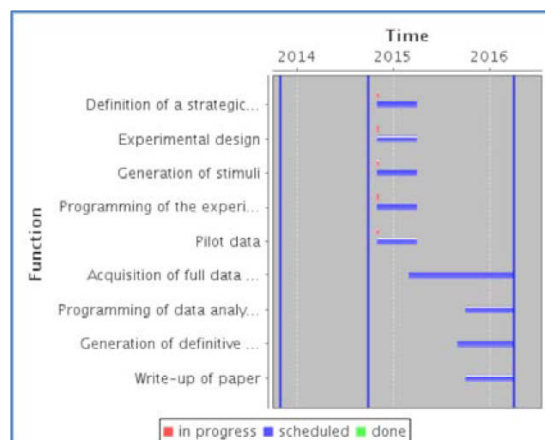 Time
2014 2015 2016
Function
Definition of a strategic...
Experimental design
Generation of stimuli
Programming of the experi...
Pilot data
Acquisition of full data ...
Programming of data analy...
Generation of definitive ...
Write-up of paper
in progress scheduled done